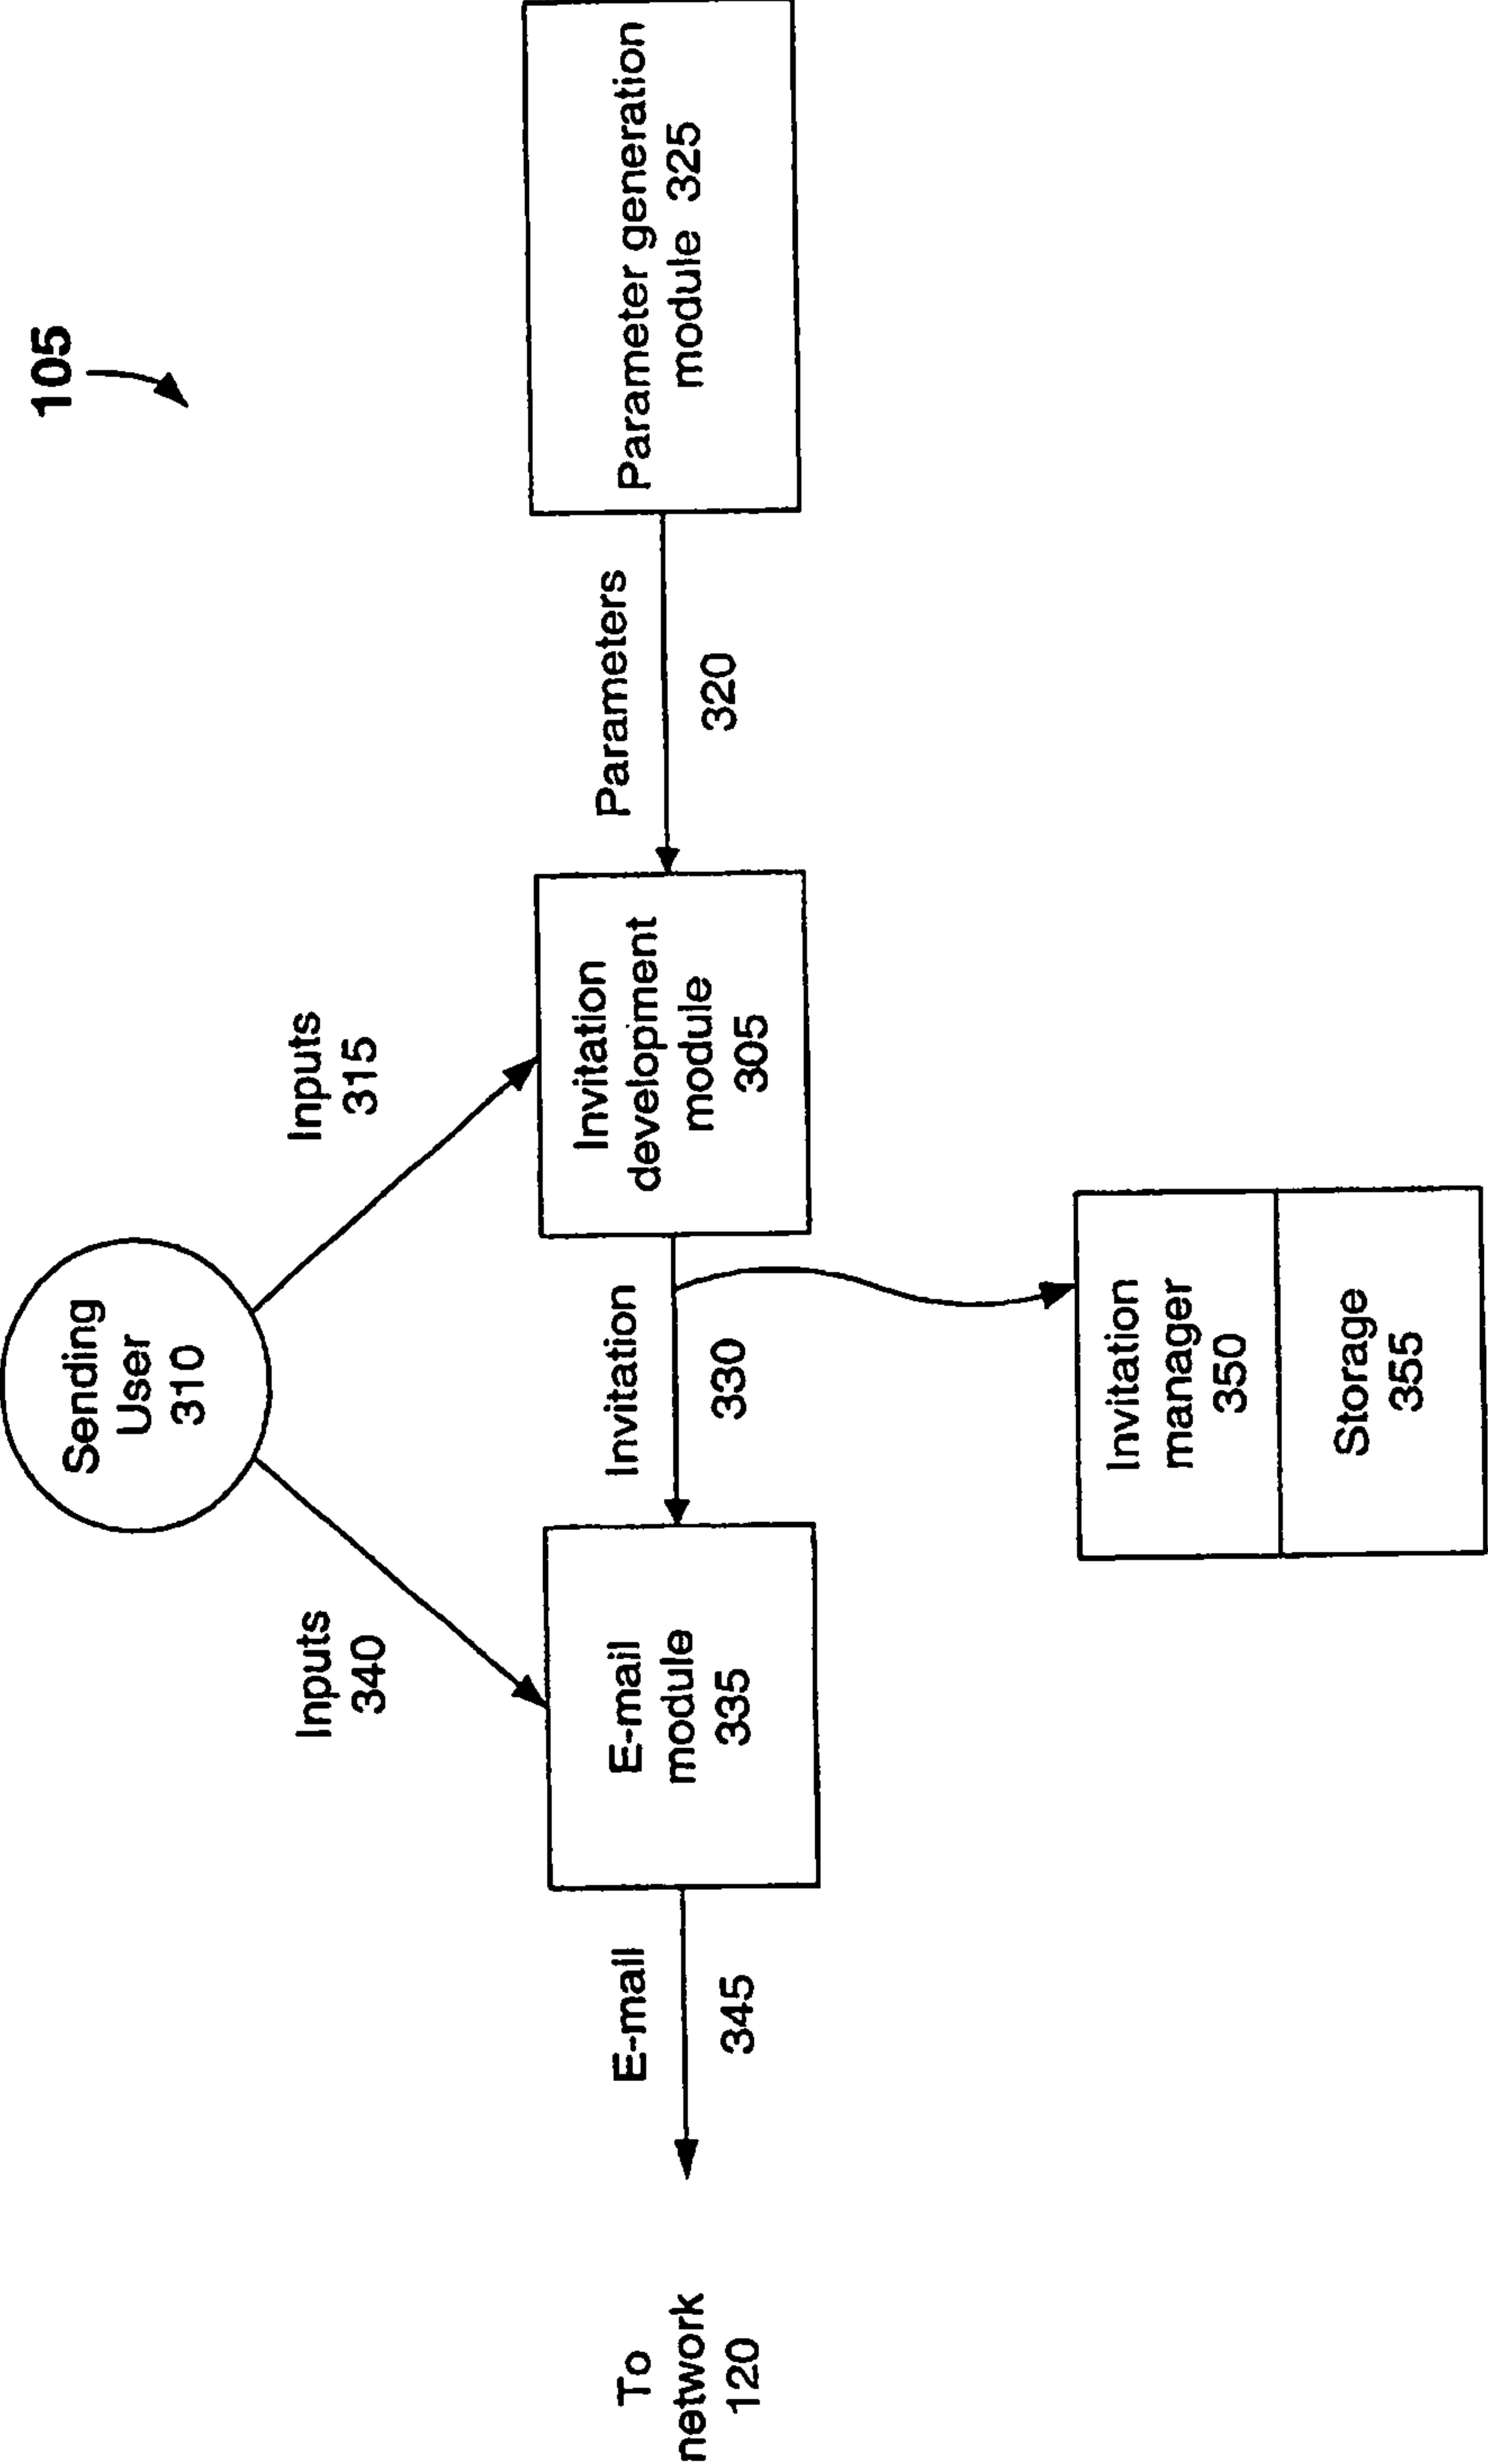 105
Sending
User
310
Inputs
340
Inputs
315
To
network
120
E-mail
345
E-mail
module
335
Invitation
330
Invitation
development
module
305
Parameters
320
Parameter generation
module 325
Invitation
manager
350
Storage
355